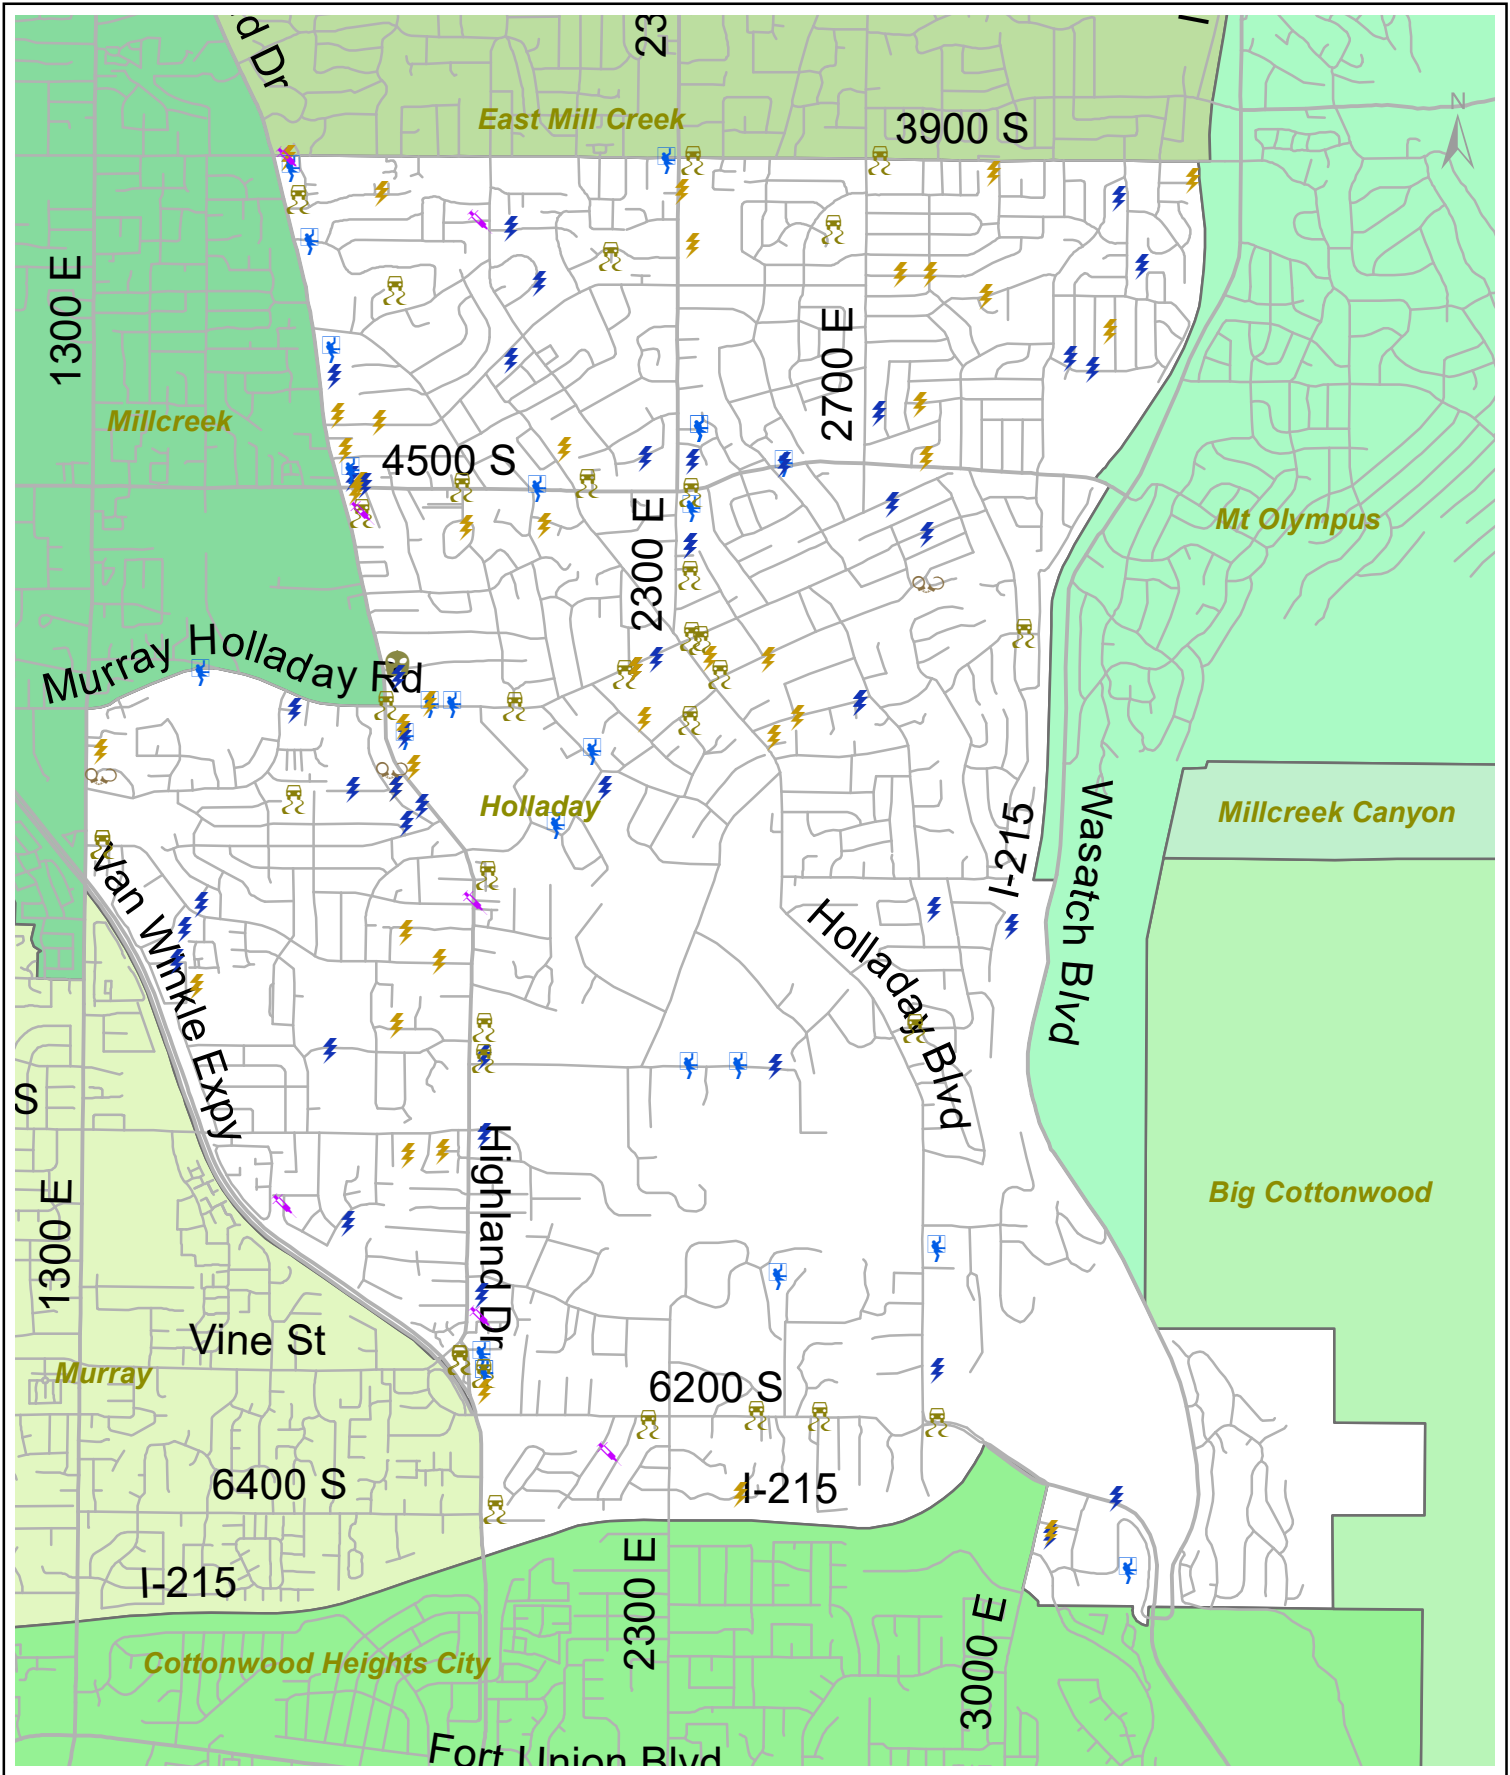 d Dr
23
I
East Mill Creek
3900 S
N
1300 E
2700 E
Millcreek
4500 S
2300 E
Mt Olympus
Murray Holladay Rd
Holladay
I-215
Wasatch Blvd
Millcreek Canyon
Van Winkle Expy
Holladay Blvd
S
Highland Dr
1300 E
Big Cottonwood
Vine St
Murray
6200 S
6400 S
I-215
I-215
2300 E
3000 E
Cottonwood Heights City
Fort Union Blvd